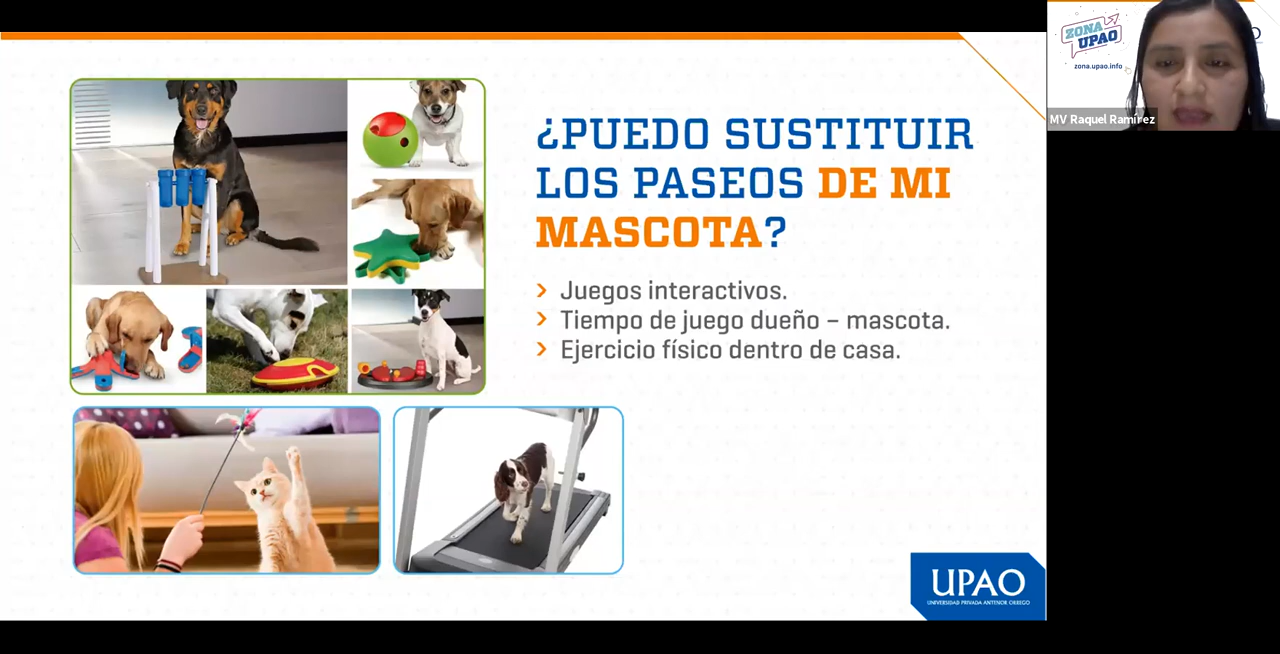 ¿PUEDO SUSTITUIR
LOS PASEOS DE MI
MASCOTA?
› Juegos interactivos.
› Tiempo de juego dueño – mascota.
› Ejercicio físico dentro de casa.
UPAO
UNIVERSIDAD PRIVADA ANTENOR ORREGO
ZONA
UPAO
zona.upao.info
MV Raquel Ramírez